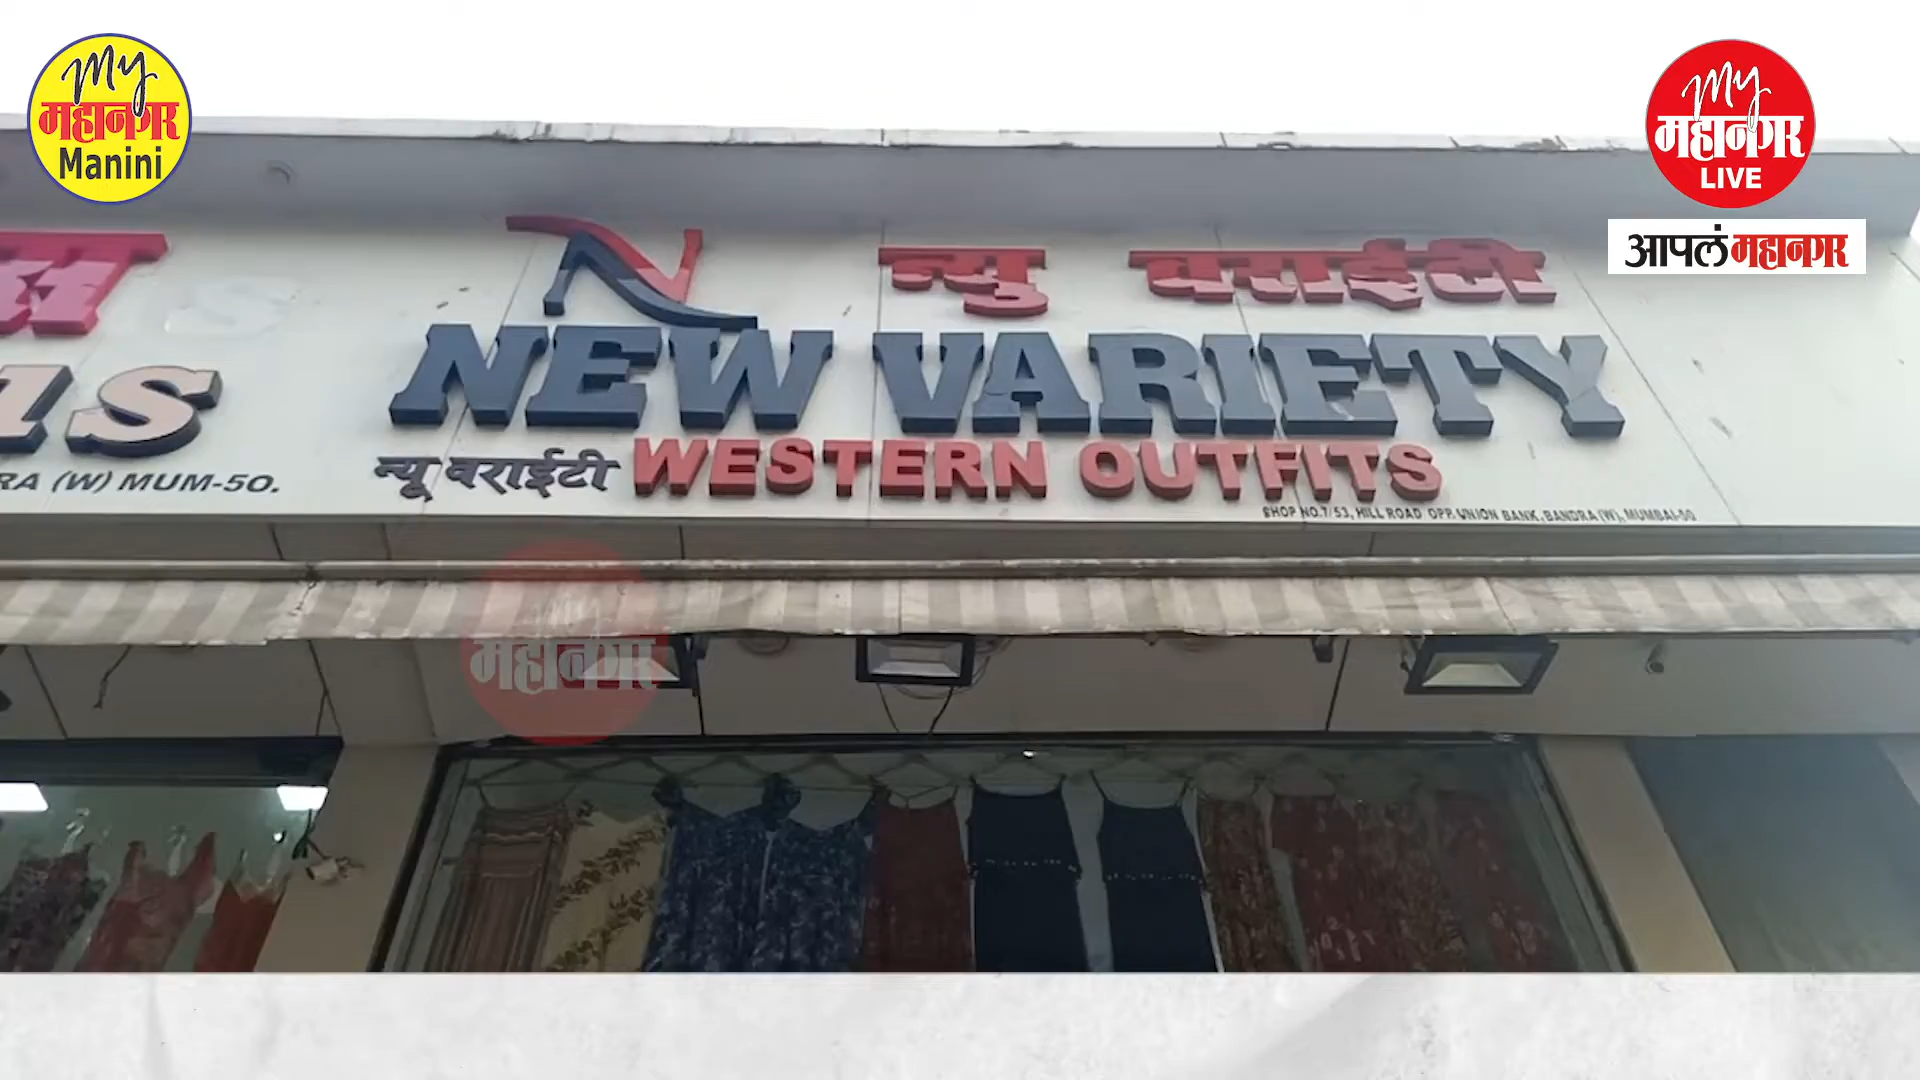 My
महानगर
Manini
My
महानगर
LIVE
आपलं महानगर
न्यु वराईटी
NEW VARIETY
न्यू वराईटी WESTERN OUTFITS
SHOP NO.7/53, HILL ROAD OPP. UNION BANK, BANDRA (W), MUMBAI-50
(W) MUM-50.
My
महानगर